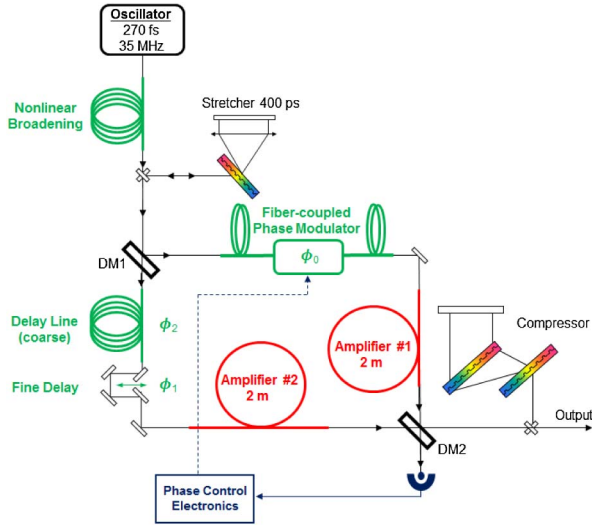 Oscillator
270 fs
35 MHz
Nonlinear
Broadening
Stretcher 400 ps
Fiber-coupled
Phase Modulator
ϕ0
DM1
Delay Line
(coarse)
ϕ2
Fine Delay
ϕ1
Amplifier #1
2 m
Amplifier #2
2 m
Compressor
Output
DM2
Phase Control
Electronics